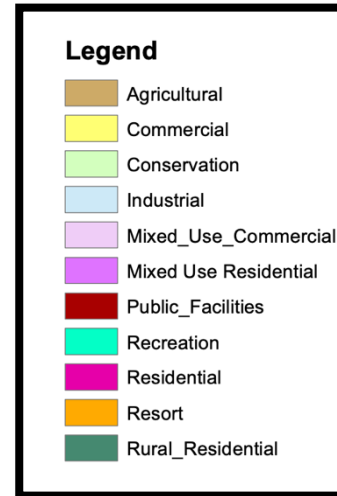 Legend
Agricultural
Commercial
Conservation
Industrial
Mixed_Use_Commercial
Mixed Use Residential
Public_Facilities
Recreation
Residential
Resort
Rural_Residential